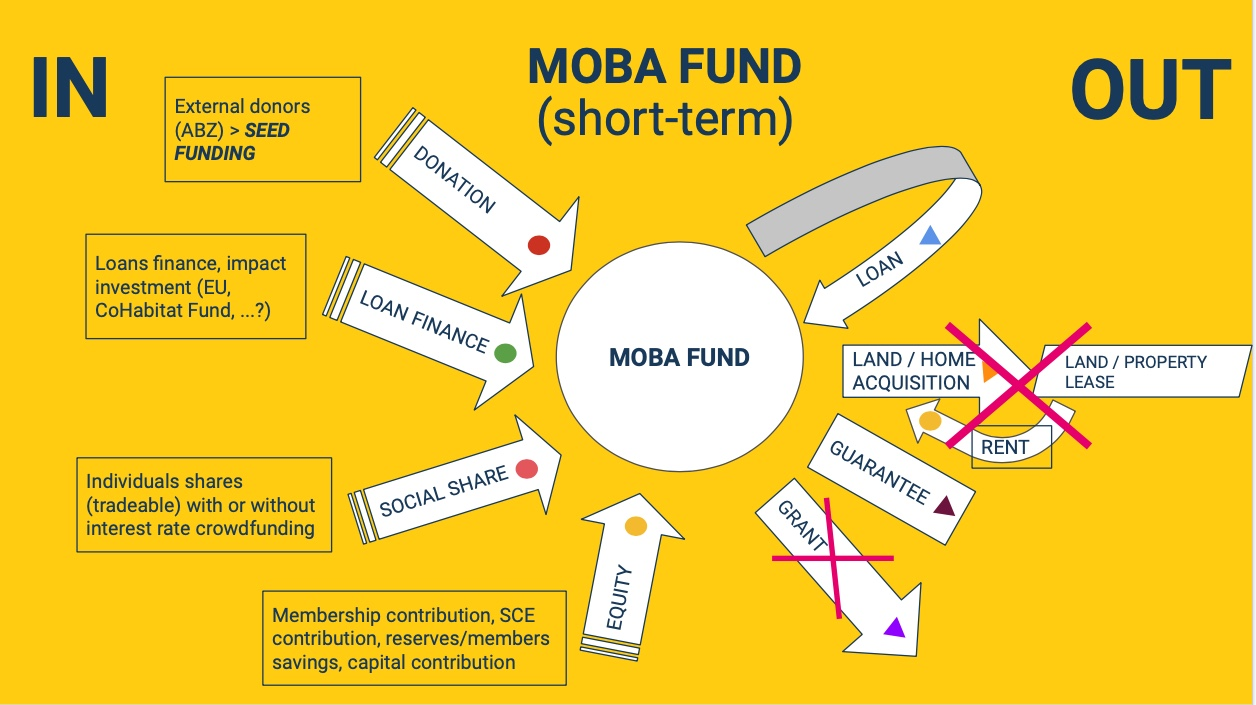 IN
MOBA FUND
(short-term)
OUT
External donors
(ABZ) > SEED
FUNDING
DONATION
Loans finance, impact
investment (EU,
CoHabitat Fund, ...?)
LOAN FINANCE
Individuals shares
(tradeable) with or without
interest rate crowdfunding
SOCIAL SHARE
Membership contribution, SCE
contribution, reserves/members
savings, capital contribution
EQUITY
MOBA FUND
LOAN
LAND / HOME
ACQUISITION
LAND / PROPERTY
LEASE
RENT
GUARANTEE
GRANT